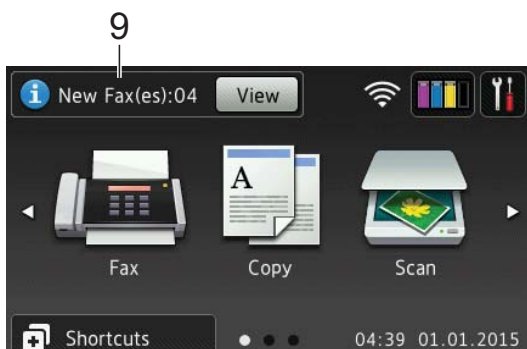 9
New Fax(es):04 View
A
Fax Copy Scan
Shortcuts 04:39 01.01.2015